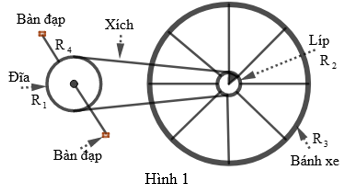 Bàn đạp
Xích
R4
Líp
R2
Đĩa
R1
R3
Bàn đạp
Bánh xe
Hình 1